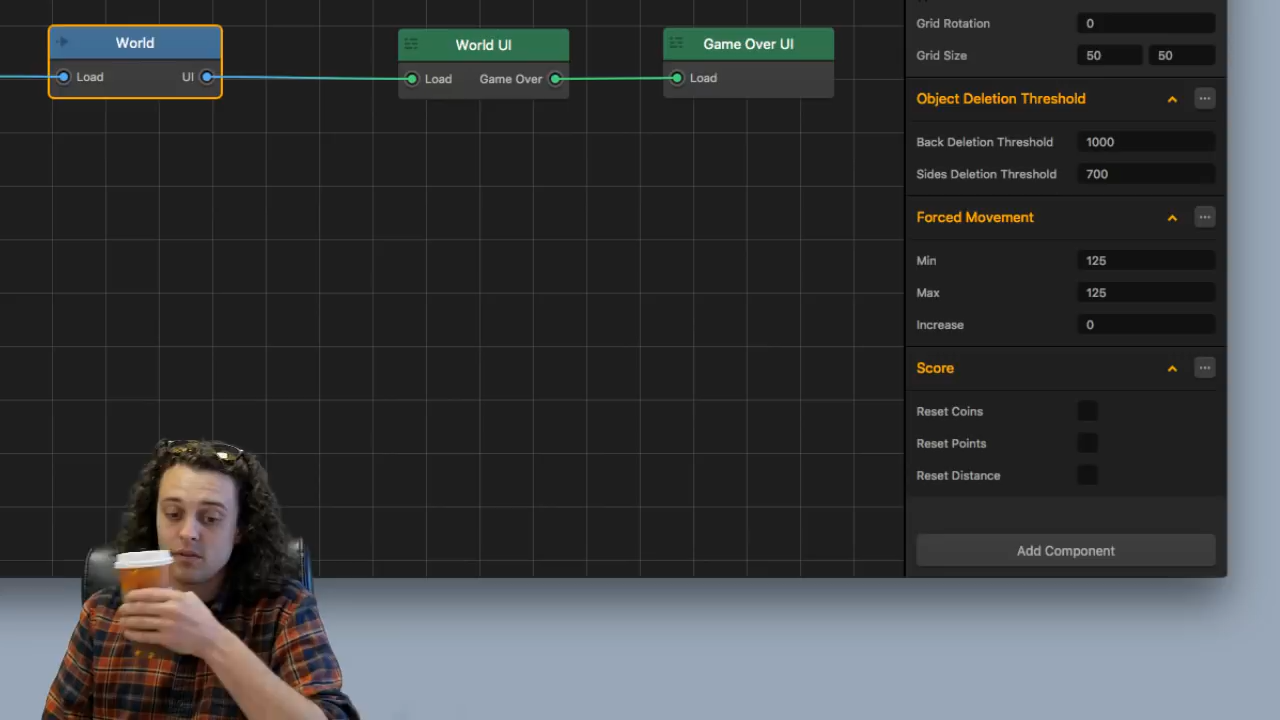 World
Load UI
World UI
Load Game Over
Game Over UI
Load
Grid Rotation 0
Grid Size 50 50
Object Deletion Threshold
Back Deletion Threshold 1000
Sides Deletion Threshold 700
Forced Movement
Min 125
Max 125
Increase 0
Score
Reset Coins
Reset Points
Reset Distance
Add Component